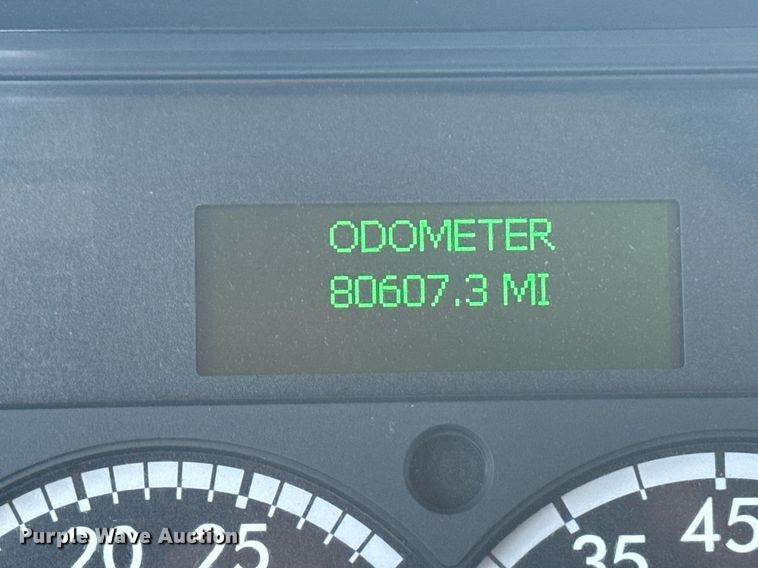 ODOMETER
80607.3 MI
20 25
35 45
Purple Wave Auction